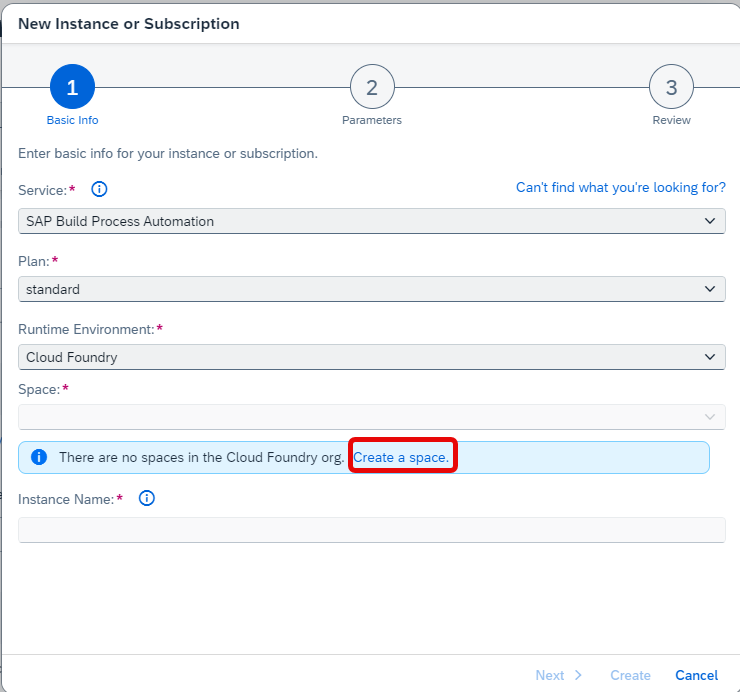 New Instance or Subscription
1
2
3
Basic Info
Parameters
Review
Enter basic info for your instance or subscription.
Service:*
Can't find what you're looking for?
SAP Build Process Automation
Plan:*
standard
Runtime Environment:*
Cloud Foundry
Space:*
There are no spaces in the Cloud Foundry org. Create a space.
Instance Name:*
Next
Create
Cancel